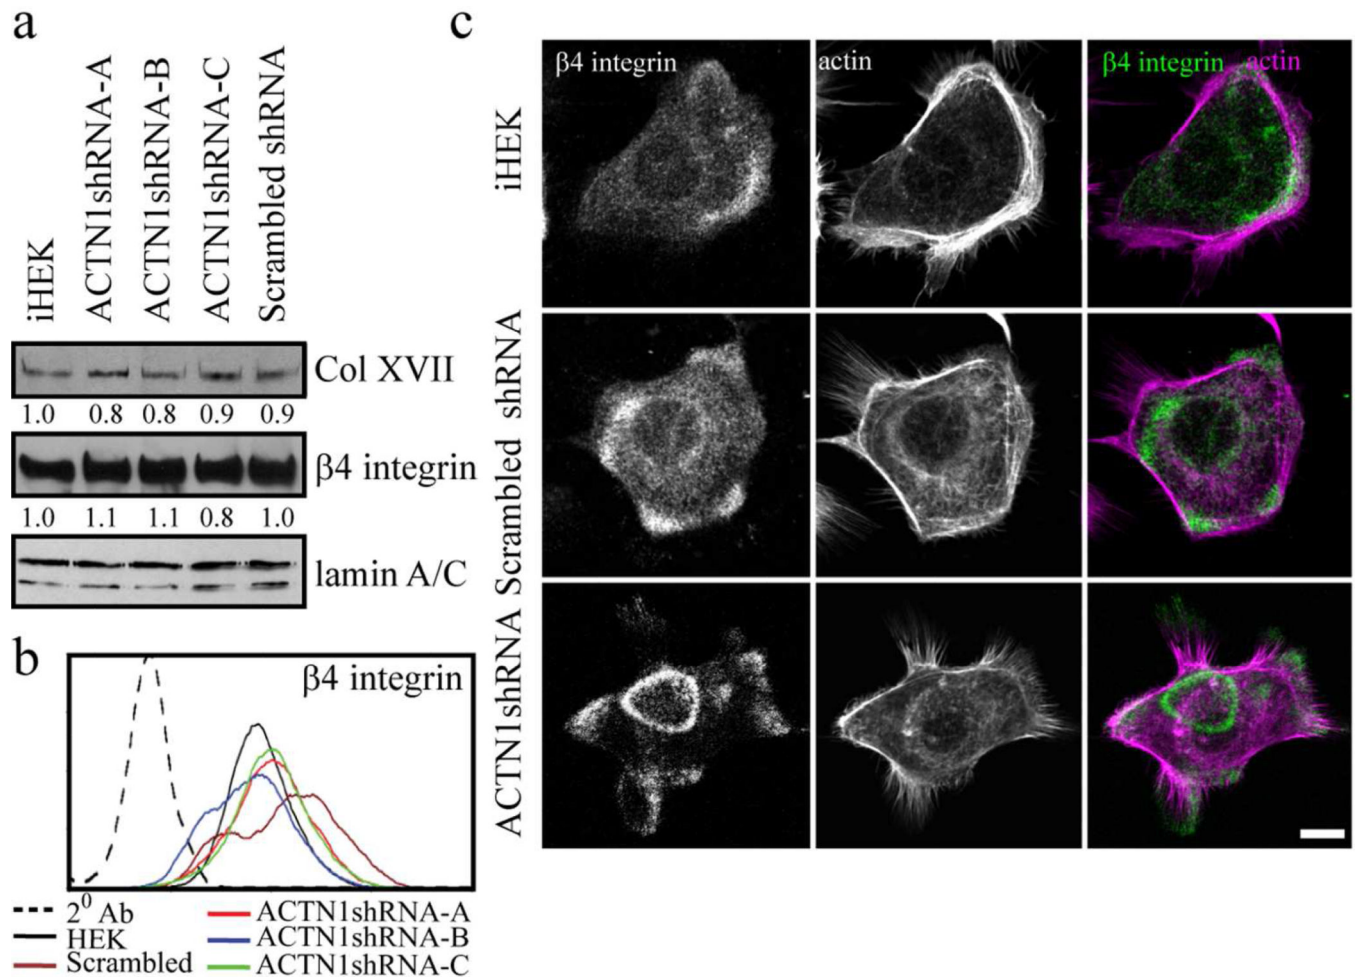 a
iHEK
ACTN1shRNA-A
ACTN1shRNA-B
ACTN1shRNA-C
Scrambled shRNA
Col XVII
1.0 0.8 0.8 0.9 0.9
β4 integrin
1.0 1.1 1.1 0.8 1.0
lamin A/C
b
β4 integrin
2⁰ Ab
HEK
Scrambled
ACTN1shRNA-A
ACTN1shRNA-B
ACTN1shRNA-C
c
β4 integrin
actin
β4 integrin actin
iHEK
Scrambled shRNA
ACTN1shRNA